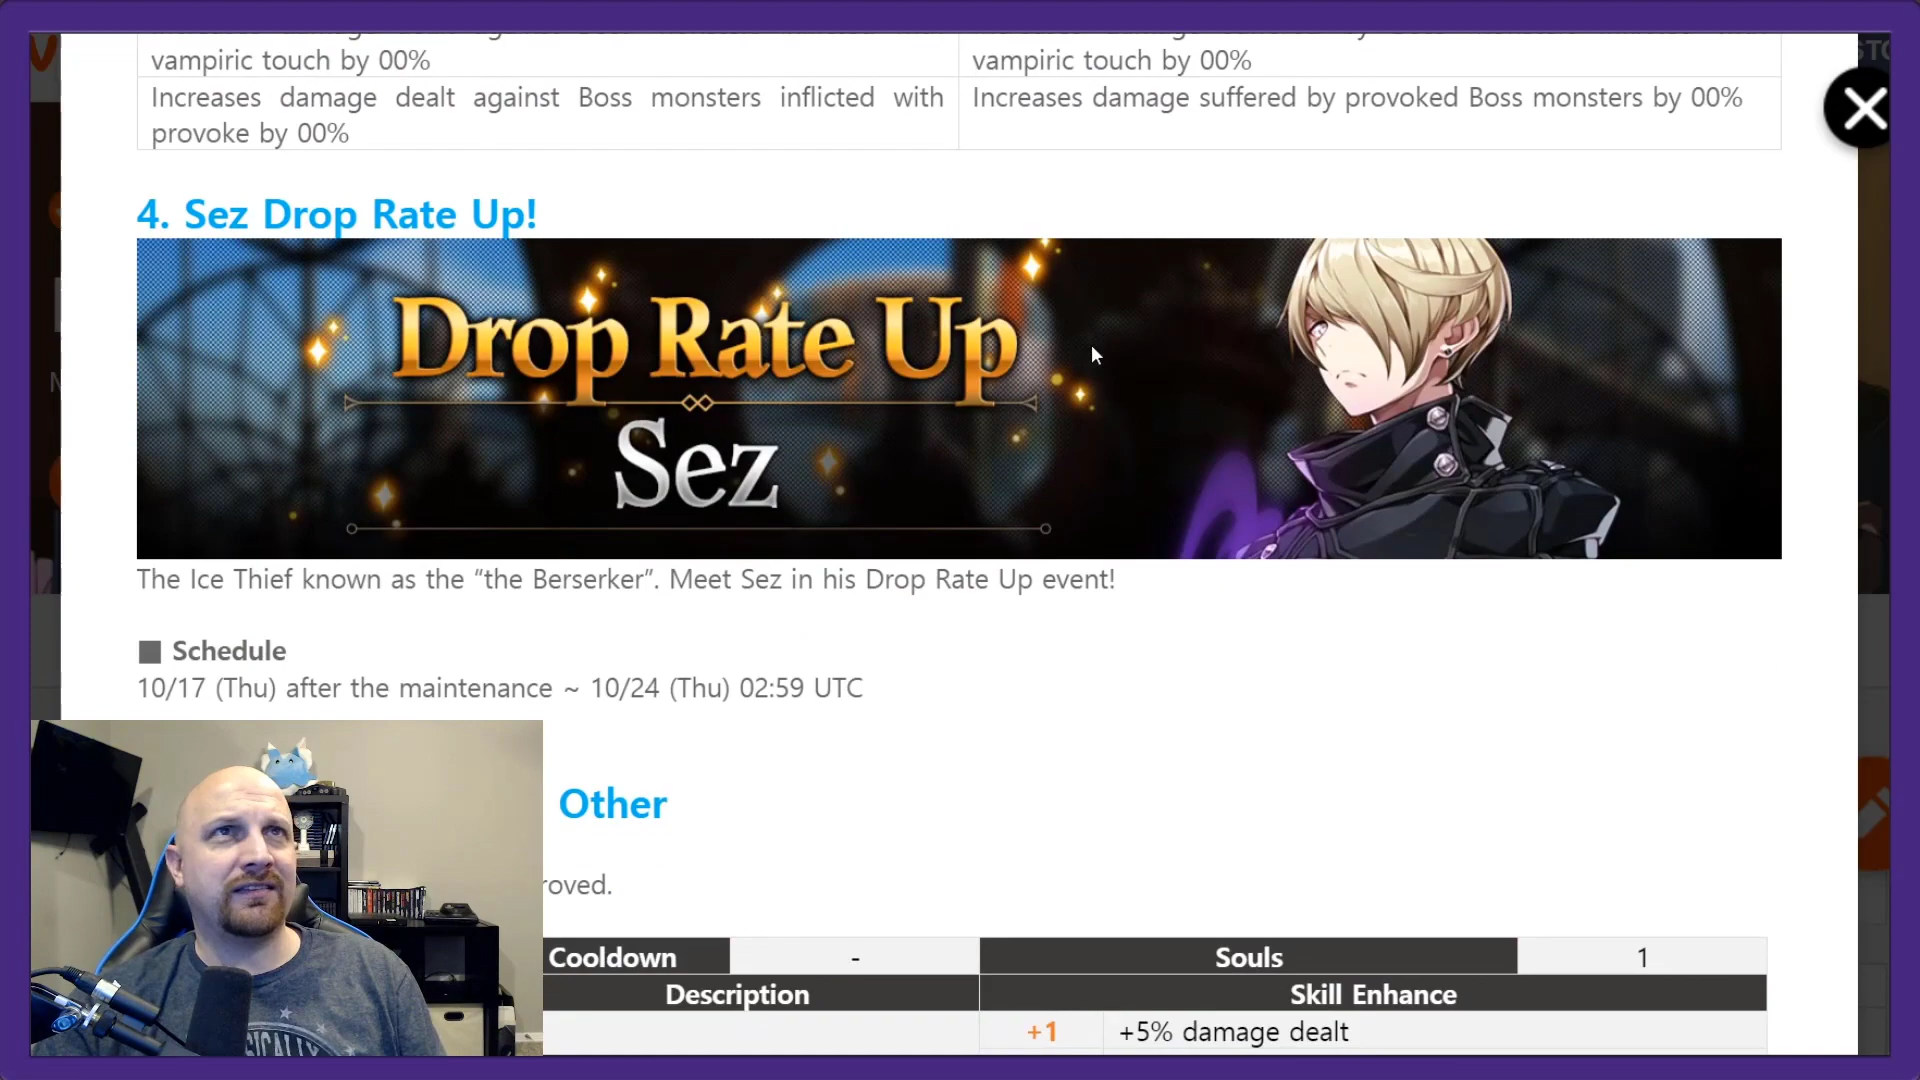 vampiric touch by 00%
vampiric touch by 00%
Increases damage dealt against Boss monsters inflicted with
provoke by 00%
Increases damage suffered by provoked Boss monsters by 00%
4. Sez Drop Rate Up!
Drop Rate Up
Sez
The Ice Thief known as the “the Berserker”. Meet Sez in his Drop Rate Up event!
■ Schedule
10/17 (Thu) after the maintenance ~ 10/24 (Thu) 02:59 UTC
Other
roved.
Cooldown - Souls 1
Description Skill Enhance
+1 +5% damage dealt